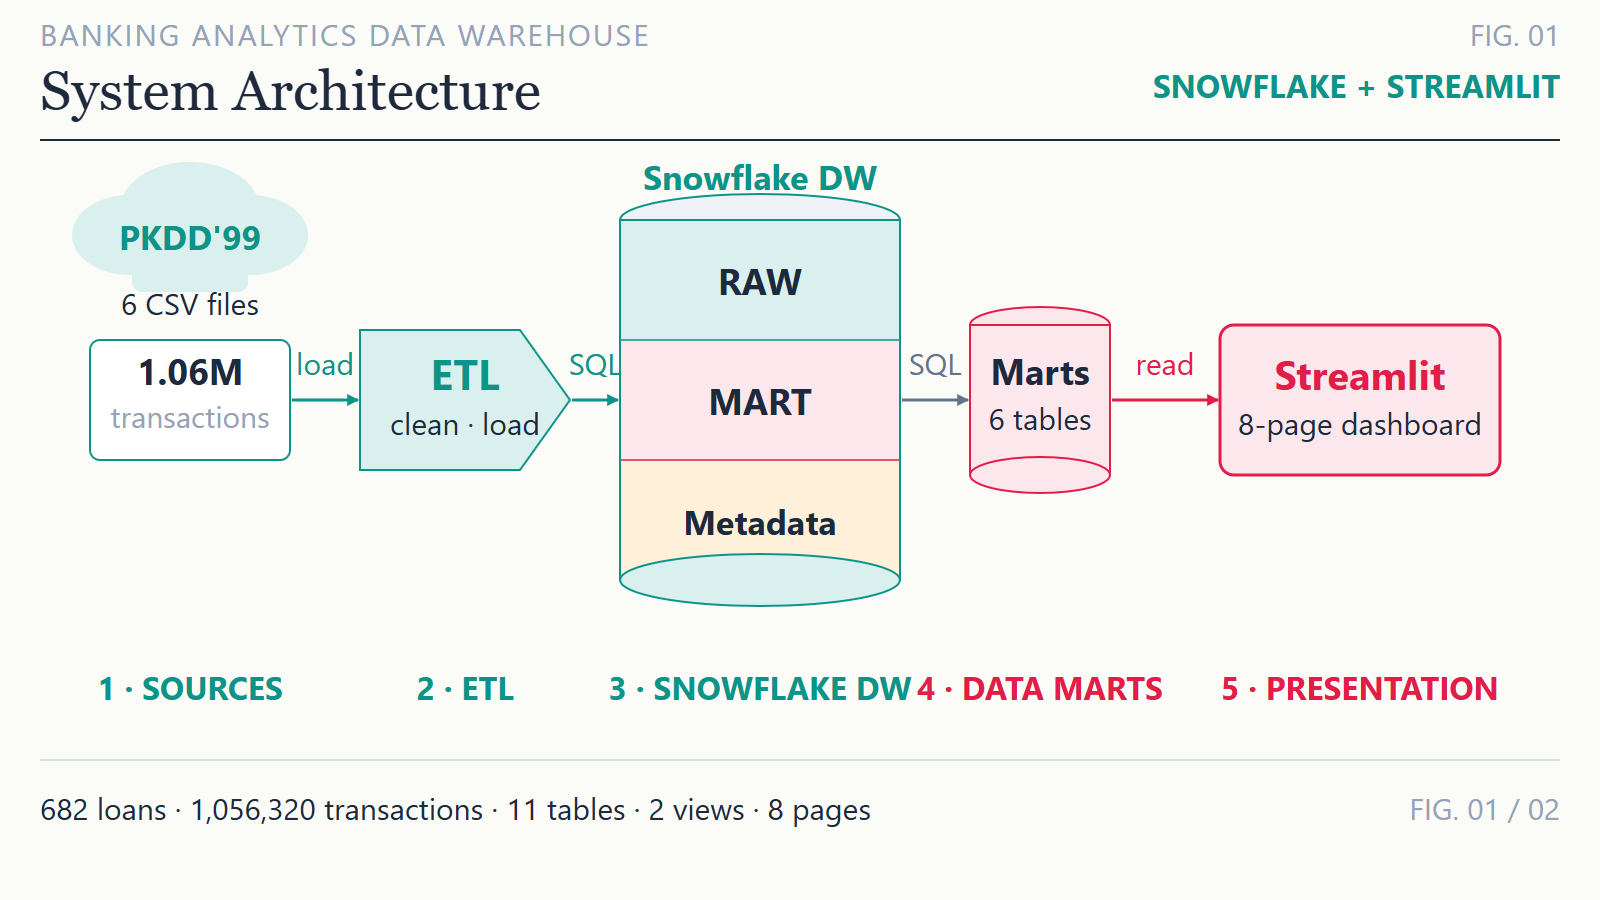 BANKING ANALYTICS DATA WAREHOUSE
FIG. 01
System Architecture
SNOWFLAKE + STREAMLIT
PKDD'99
6 CSV files
1.06M
transactions
load
ETL
clean · load
SQL
Snowflake DW
RAW
MART
Metadata
SQL
Marts
6 tables
read
Streamlit
8-page dashboard
1 · SOURCES
2 · ETL
3 · SNOWFLAKE DW
4 · DATA MARTS
5 · PRESENTATION
682 loans · 1,056,320 transactions · 11 tables · 2 views · 8 pages
FIG. 01 / 02